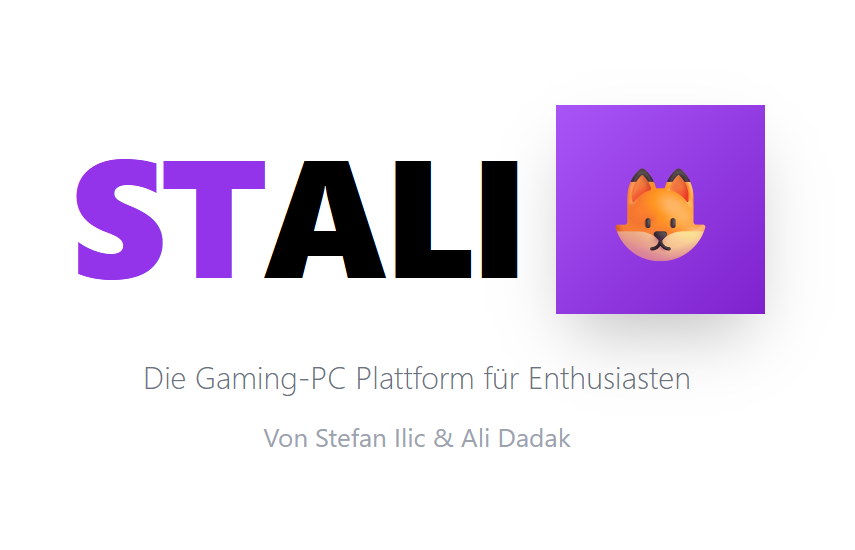 STALI
Die Gaming-PC Plattform für Enthusiasten
Von Stefan Ilic & Ali Dadak